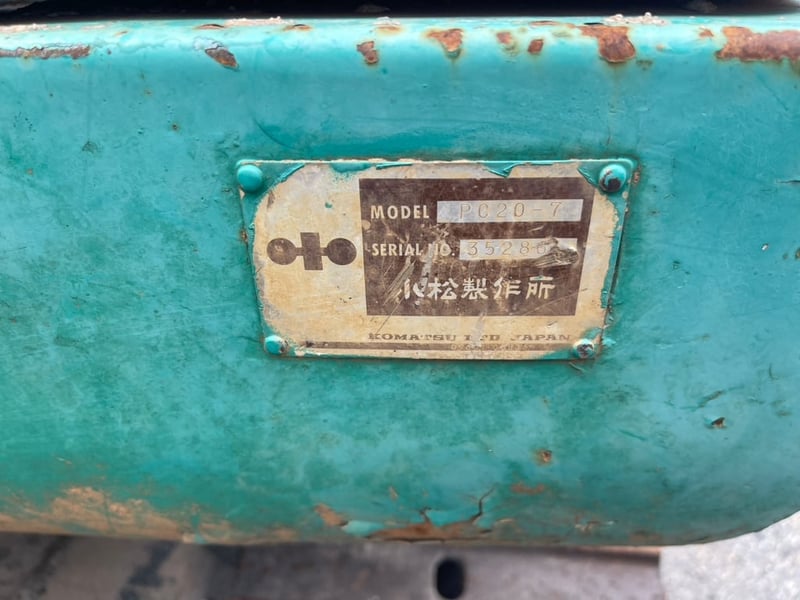 MODEL PC20-7
SERIAL NO. 35286
小松製作所
KOMATSU LTD JAPAN